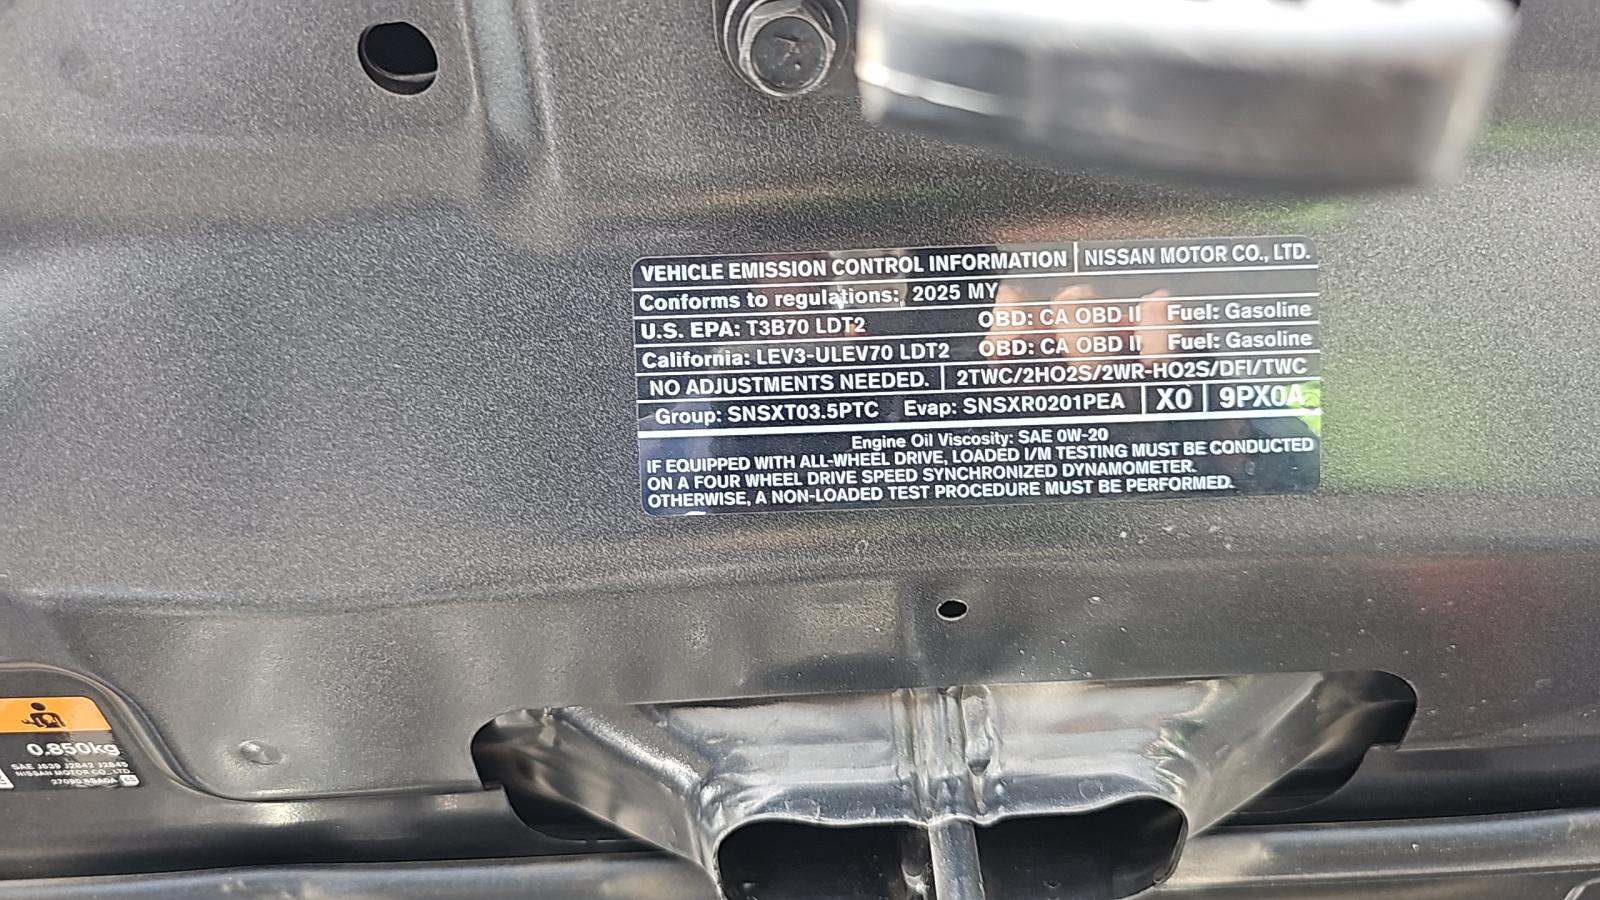 VEHICLE EMISSION CONTROL INFORMATION NISSAN MOTOR CO., LTD.
Conforms to regulations: 2025 MY
U.S. EPA: T3B70 LDT2 OBD: CA OBD II Fuel: Gasoline
California: LEV3-ULEV70 LDT2 OBD: CA OBD II Fuel: Gasoline
NO ADJUSTMENTS NEEDED. 2TWC/2HO2S/2WR-HO2S/DFI/TWC
Group: SNSXT03.5PTC Evap: SNSXR0201PEA X0 9PX0A
Engine Oil Viscosity: SAE 0W-20
IF EQUIPPED WITH ALL-WHEEL DRIVE, LOADED I/M TESTING MUST BE CONDUCTED
ON A FOUR WHEEL DRIVE SPEED SYNCHRONIZED DYNAMOMETER.
OTHERWISE, A NON-LOADED TEST PROCEDURE MUST BE PERFORMED.
0.850kg
SAE J639 J2842 J2845
NISSAN MOTOR CO., LTD.